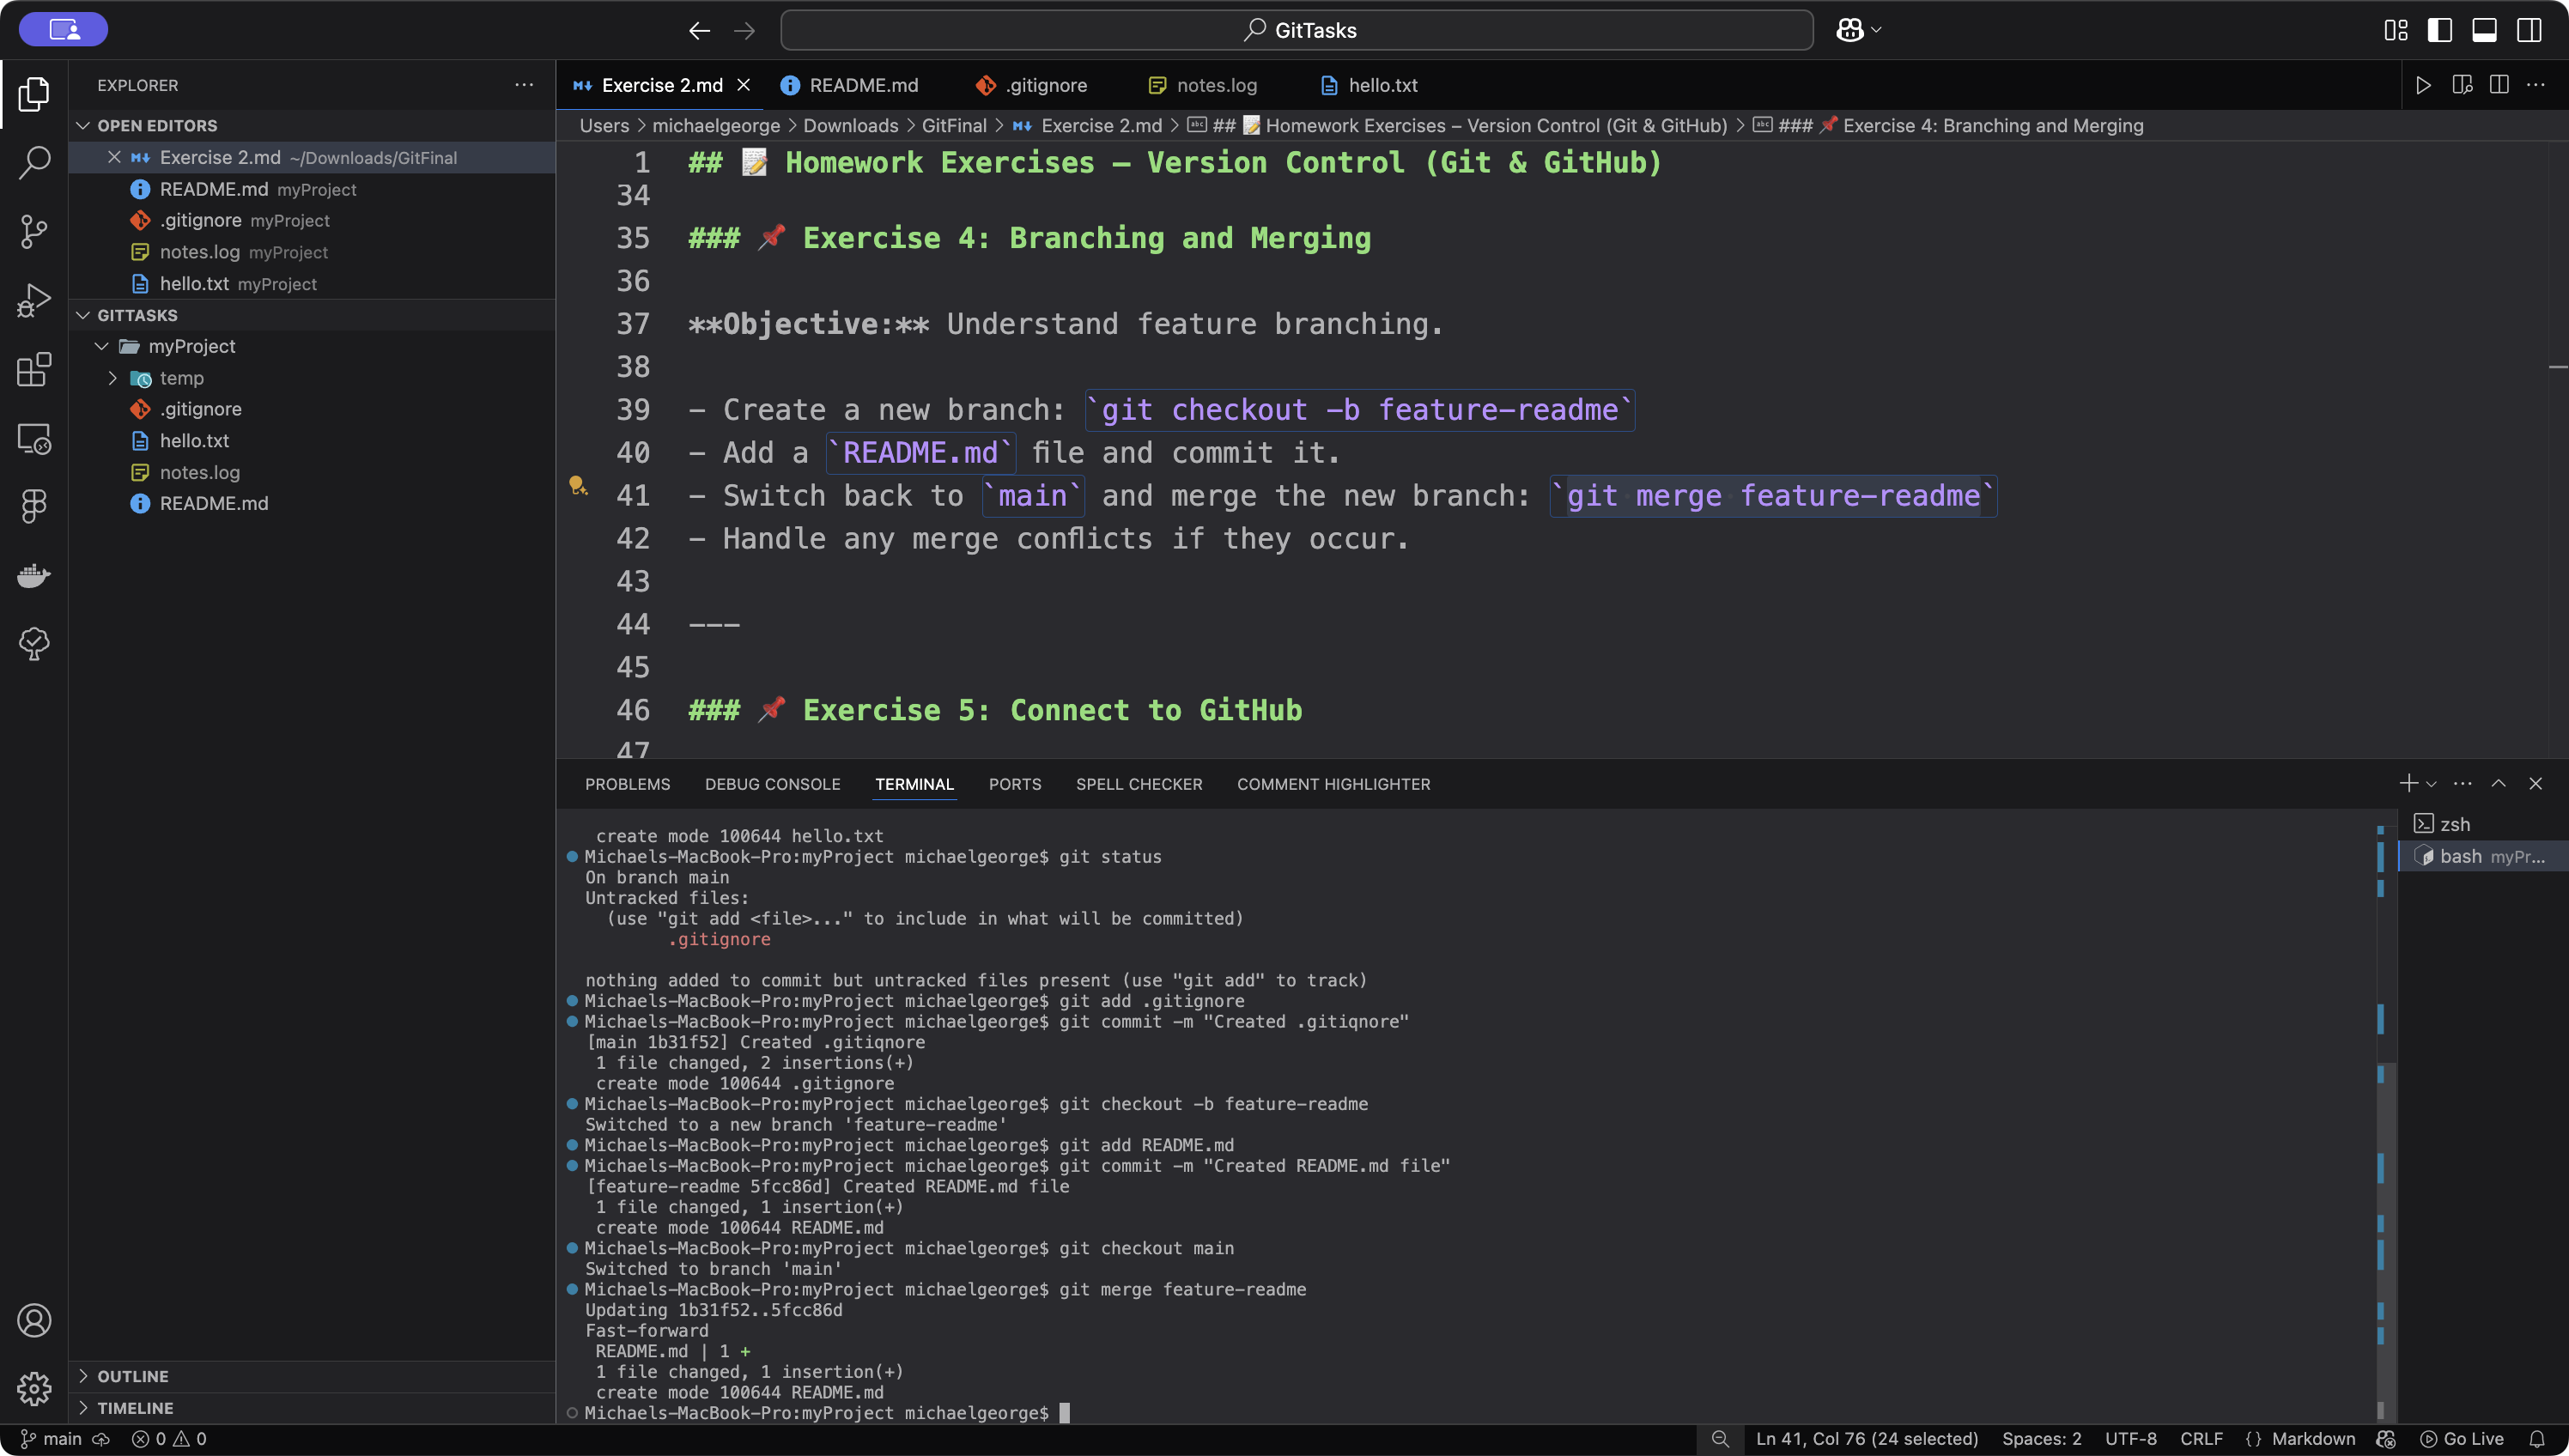 GitTasks
EXPLORER
OPEN EDITORS
Exercise 2.md ~/Downloads/GitFinal
README.md myProject
.gitignore myProject
notes.log myProject
hello.txt myProject
GITTASKS
myProject
temp
.gitignore
hello.txt
notes.log
README.md
OUTLINE
TIMELINE
Exercise 2.md README.md .gitignore notes.log hello.txt
Users > michaelgeorge > Downloads > GitFinal > Exercise 2.md > ## 📝 Homework Exercises – Version Control (Git & GitHub) > ### 📌 Exercise 4: Branching and Merging
1 ## 📝 Homework Exercises – Version Control (Git & GitHub)
34
35 ### 📌 Exercise 4: Branching and Merging
36
37 **Objective:** Understand feature branching.
38
39 - Create a new branch: `git checkout -b feature-readme`
40 - Add a `README.md` file and commit it.
41 - Switch back to `main` and merge the new branch: `git merge feature-readme`
42 - Handle any merge conflicts if they occur.
43
44 ---
45
46 ### 📌 Exercise 5: Connect to GitHub
47
PROBLEMS DEBUG CONSOLE TERMINAL PORTS SPELL CHECKER COMMENT HIGHLIGHTER
zsh
bash myPr...
create mode 100644 hello.txt
Michaels-MacBook-Pro:myProject michaelgeorge$ git status
On branch main
Untracked files:
(use "git add <file>..." to include in what will be committed)
.gitignore
nothing added to commit but untracked files present (use "git add" to track)
Michaels-MacBook-Pro:myProject michaelgeorge$ git add .gitignore
Michaels-MacBook-Pro:myProject michaelgeorge$ git commit -m "Created .gitiqnore"
[main 1b31f52] Created .gitiqnore
1 file changed, 2 insertions(+)
create mode 100644 .gitignore
Michaels-MacBook-Pro:myProject michaelgeorge$ git checkout -b feature-readme
Switched to a new branch 'feature-readme'
Michaels-MacBook-Pro:myProject michaelgeorge$ git add README.md
Michaels-MacBook-Pro:myProject michaelgeorge$ git commit -m "Created README.md file"
[feature-readme 5fcc86d] Created README.md file
1 file changed, 1 insertion(+)
create mode 100644 README.md
Michaels-MacBook-Pro:myProject michaelgeorge$ git checkout main
Switched to branch 'main'
Michaels-MacBook-Pro:myProject michaelgeorge$ git merge feature-readme
Updating 1b31f52..5fcc86d
Fast-forward
README.md | 1 +
1 file changed, 1 insertion(+)
create mode 100644 README.md
Michaels-MacBook-Pro:myProject michaelgeorge$
main 0 0 Ln 41, Col 76 (24 selected) Spaces: 2 UTF-8 CRLF {} Markdown Go Live